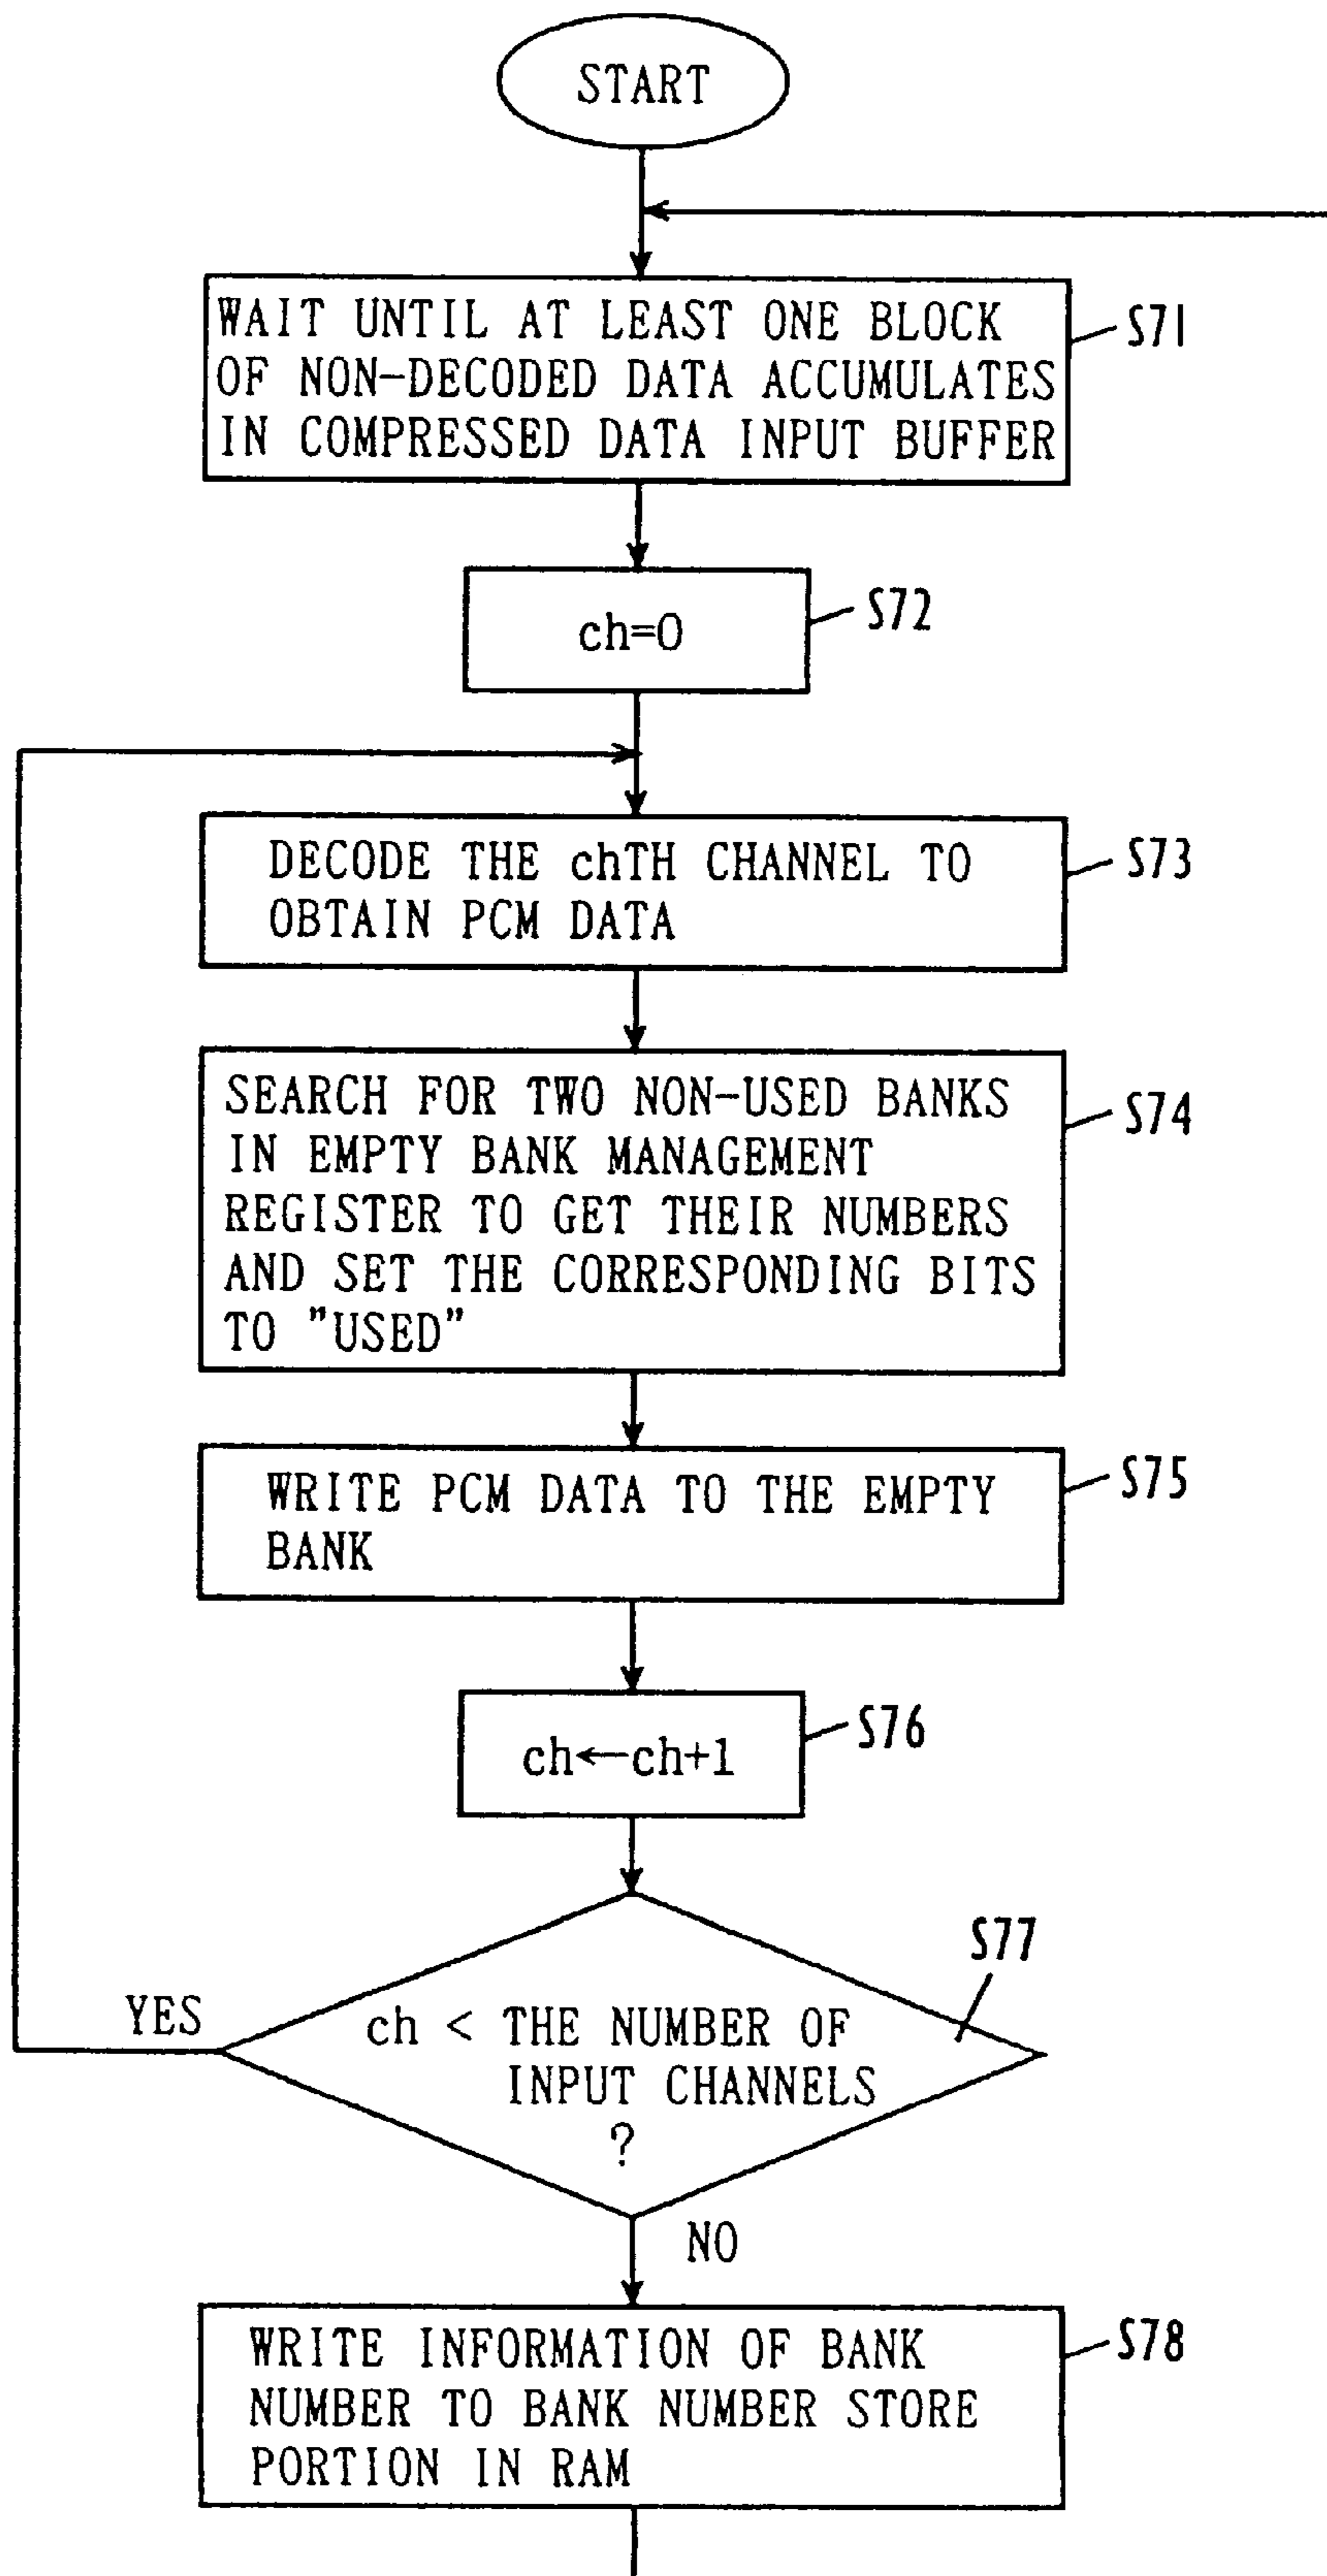 START
WAIT UNTIL AT LEAST ONE BLOCK
OF NON-DECODED DATA ACCUMULATES
IN COMPRESSED DATA INPUT BUFFER
S71
ch=0
S72
DECODE THE chTH CHANNEL TO
OBTAIN PCM DATA
S73
SEARCH FOR TWO NON-USED BANKS
IN EMPTY BANK MANAGEMENT
REGISTER TO GET THEIR NUMBERS
AND SET THE CORRESPONDING BITS
TO "USED"
S74
WRITE PCM DATA TO THE EMPTY
BANK
S75
ch←ch+1
S76
S77
YES
ch < THE NUMBER OF
INPUT CHANNELS
?
NO
WRITE INFORMATION OF BANK
NUMBER TO BANK NUMBER STORE
PORTION IN RAM
S78